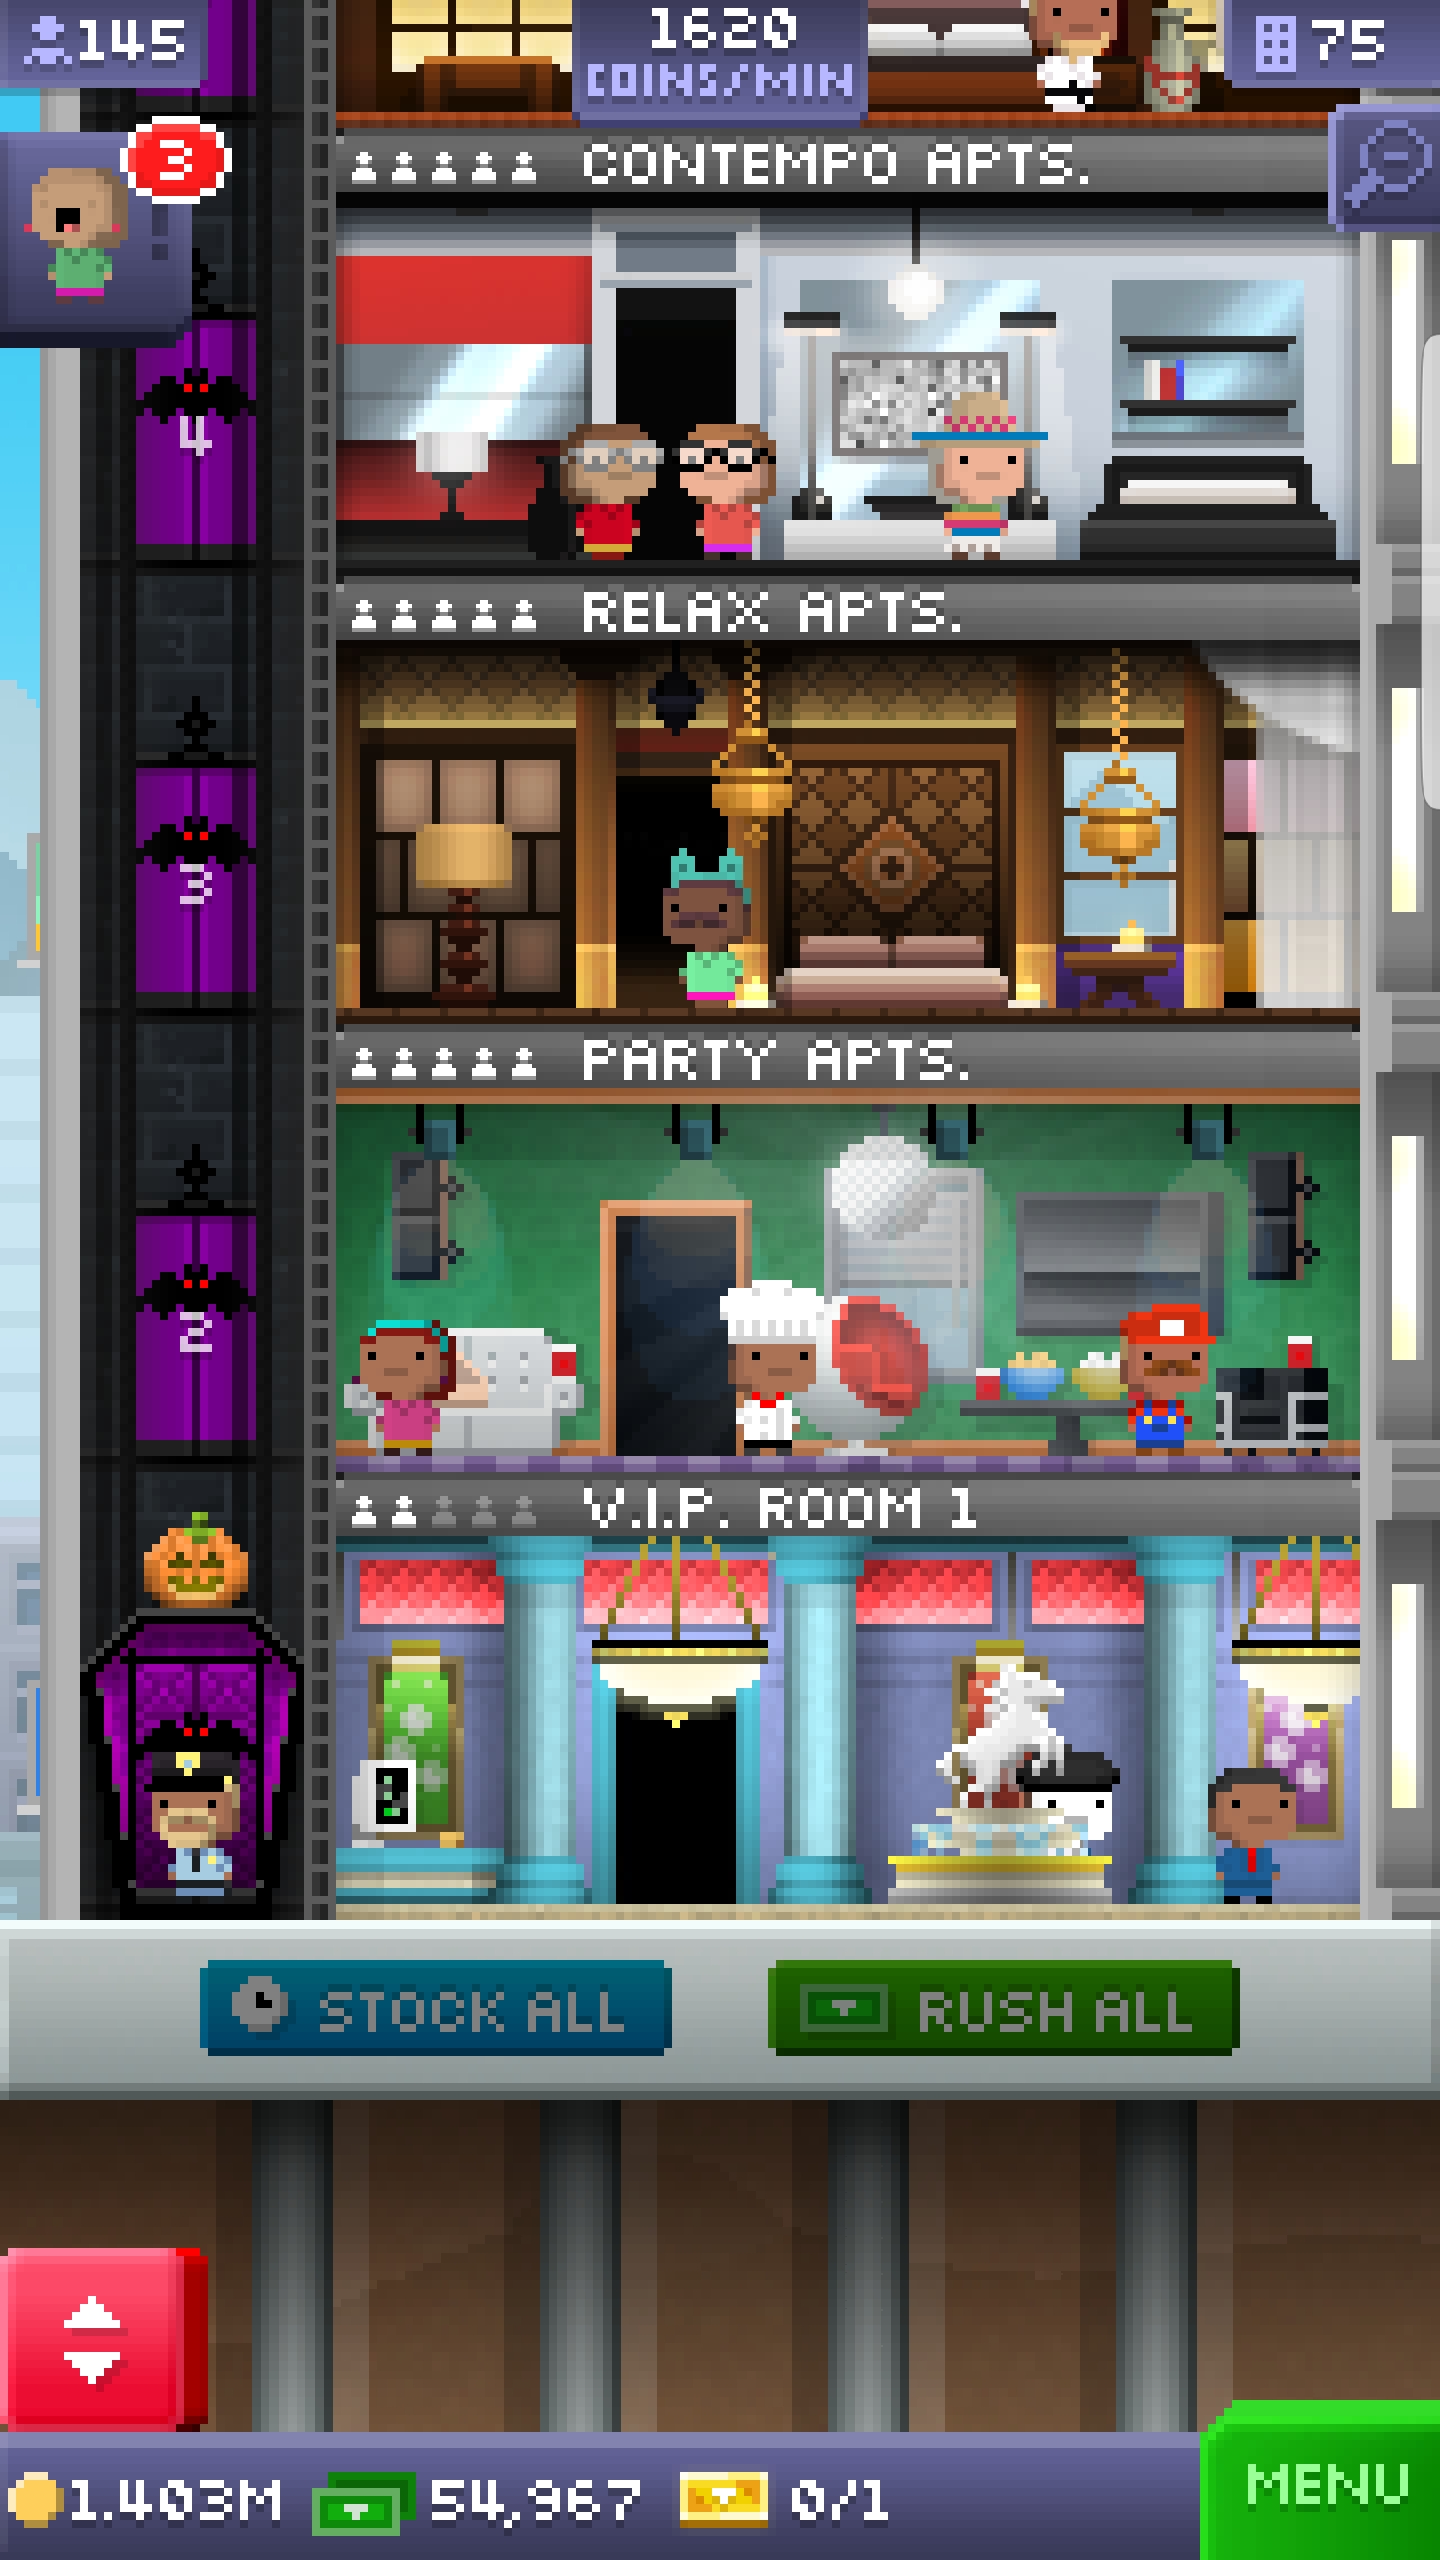 145
1620
COINS/MIN
75
3
!
CONTEMPO APTS.
4
RELAX APTS.
3
PARTY APTS.
2
V.I.P. ROOM 1
STOCK ALL
RUSH ALL
1.403M
54,967
0/1
MENU